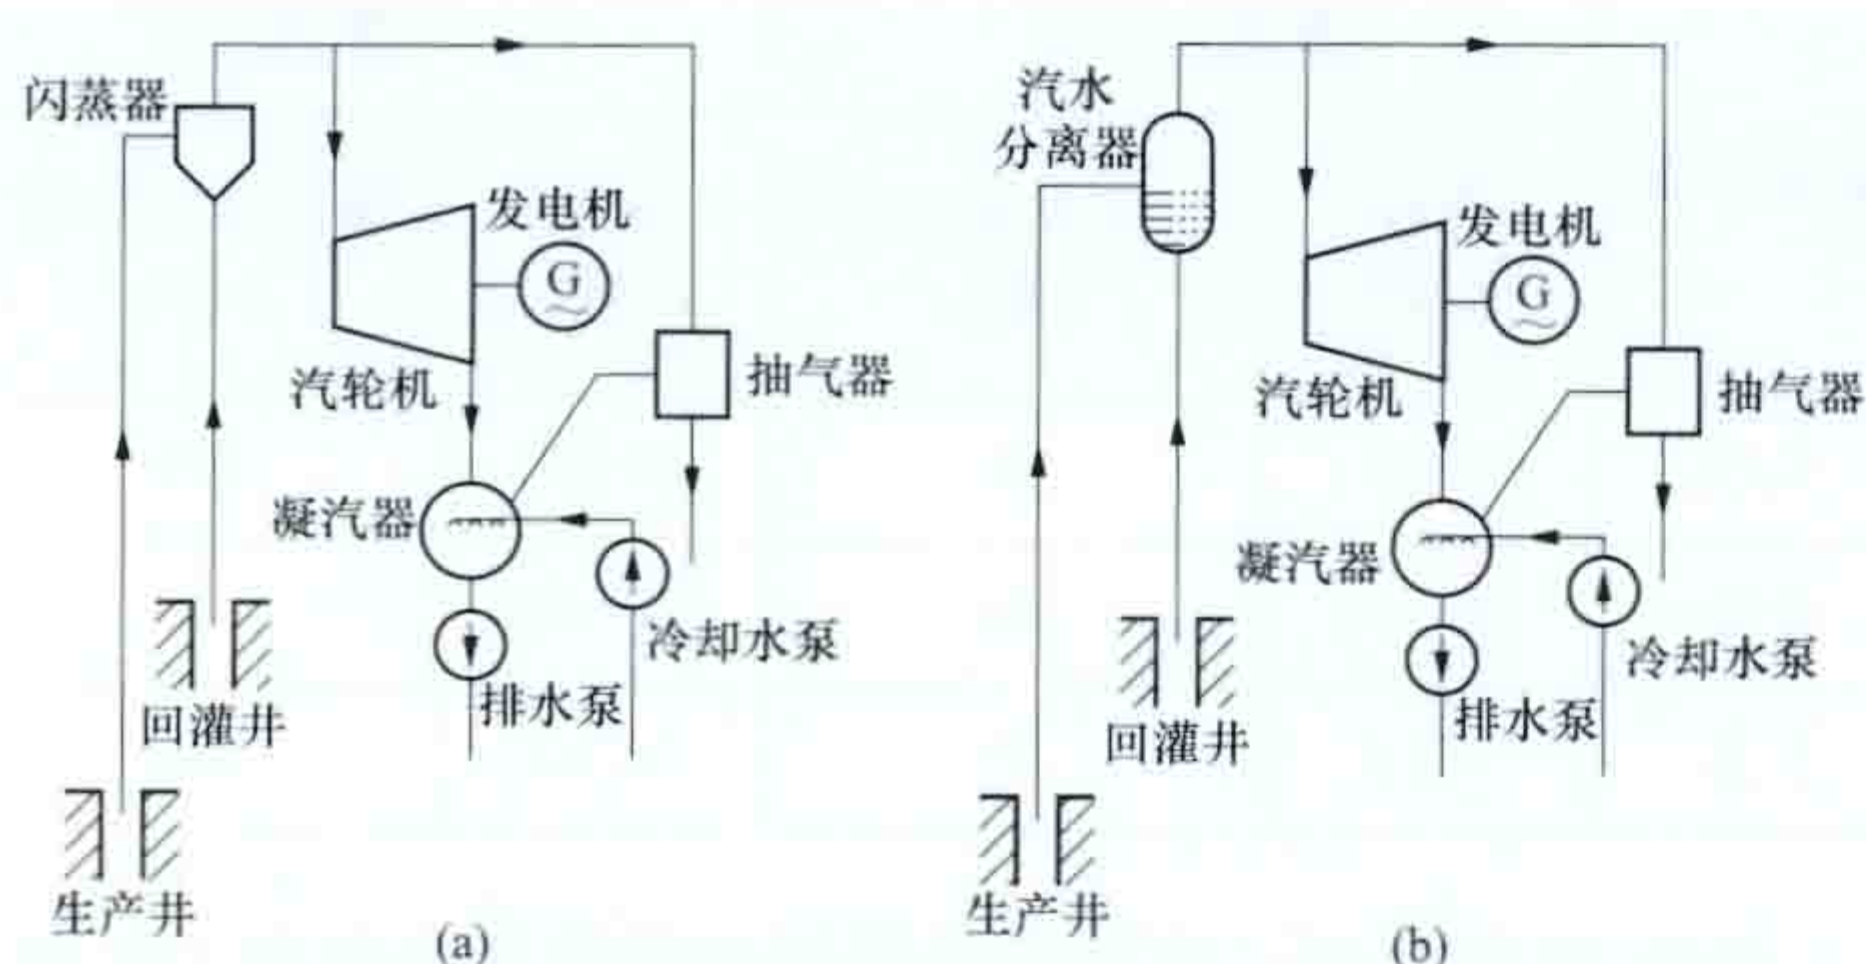 闪蒸器
发电机
G
汽轮机
抽气器
凝汽器
冷却水泵
排水泵
回灌井
生产井
(a)
汽水
分离器
发电机
G
汽轮机
抽气器
凝汽器
冷却水泵
排水泵
回灌井
生产井
(b)